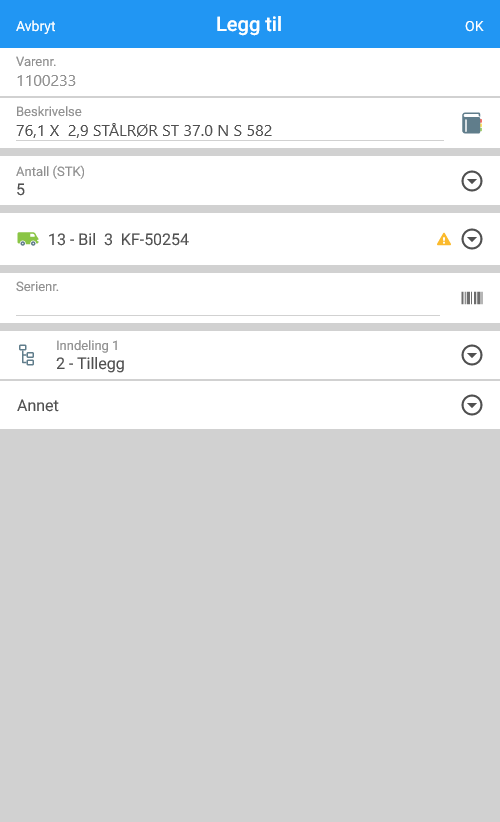 Avbryt Legg til OK
Varenr.
1100233
Beskrivelse
76,1 X  2,9 STÅLRØR ST 37.0 N S 582
Antall (STK)
5
13 - Bil  3  KF-50254
Serienr.
Inndeling 1
2 - Tillegg
Annet